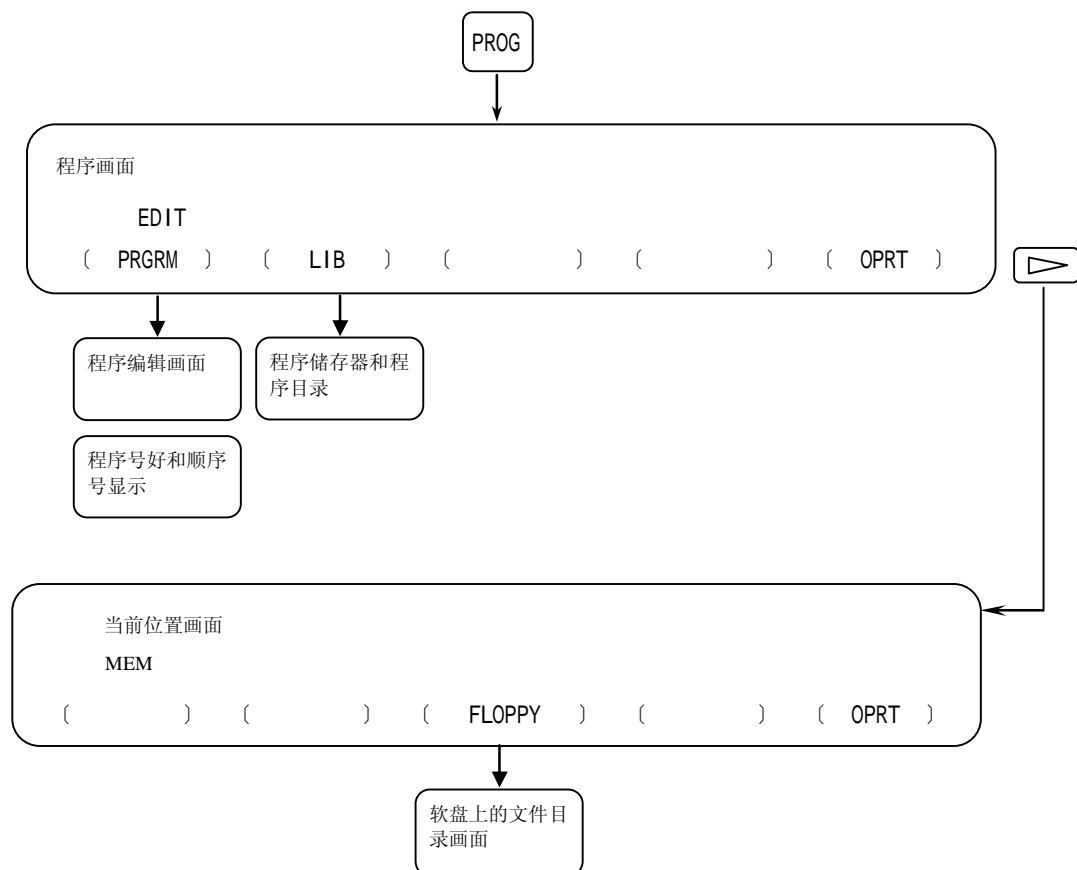 PROG
程序画面
EDIT
〔 PRGRM 〕 〔 LIB 〕 〔 〕 〔 〕 〔 OPRT 〕
程序编辑画面
程序储存器和程
序目录
程序号好和顺序
号显示
当前位置画面
MEM
〔 〕 〔 〕 〔 FLOPPY 〕 〔 〕 〔 OPRT 〕
软盘上的文件目
录画面